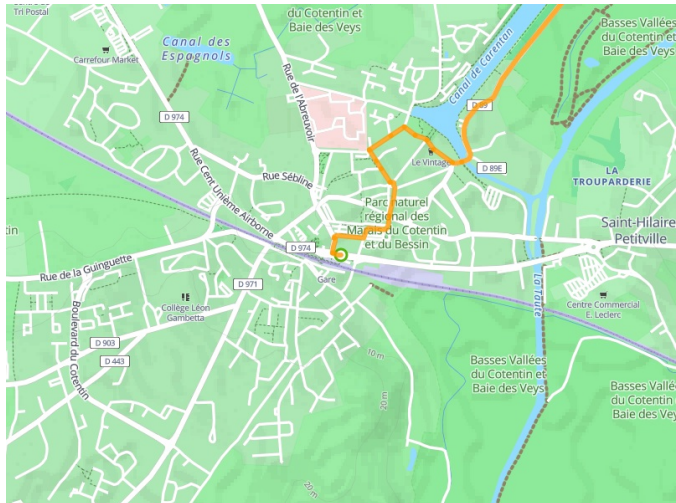 Tri Postal
Carrefour Market
Canal des
Espagnols
du Cotentin et
Baie des Veys
Rue de l'Abreuvoir
Canal de Carentan
Basses Vallées
du Cotentin et
Baie des Veys
D 974
D 89
Le Vintage
D 89E
LA
TROUPARDERIE
Rue Sébline
Rue Cent Unième Airborne
Parc naturel
régional des
Marais du Cotentin
et du Bessin
Saint-Hilaire
Petitville
D 974
Rue de la Guinguette
D 971
Gare
La Taute
Collège Léon
Gambetta
Centre Commercial
E. Leclerc
Boulevard du Cotentin
D 903
D 443
10 m
20 m
20 m
Basses Vallées
du Cotentin et
Baie des Veys
Basses Vallé
du Cotentin e
Baie des Vey